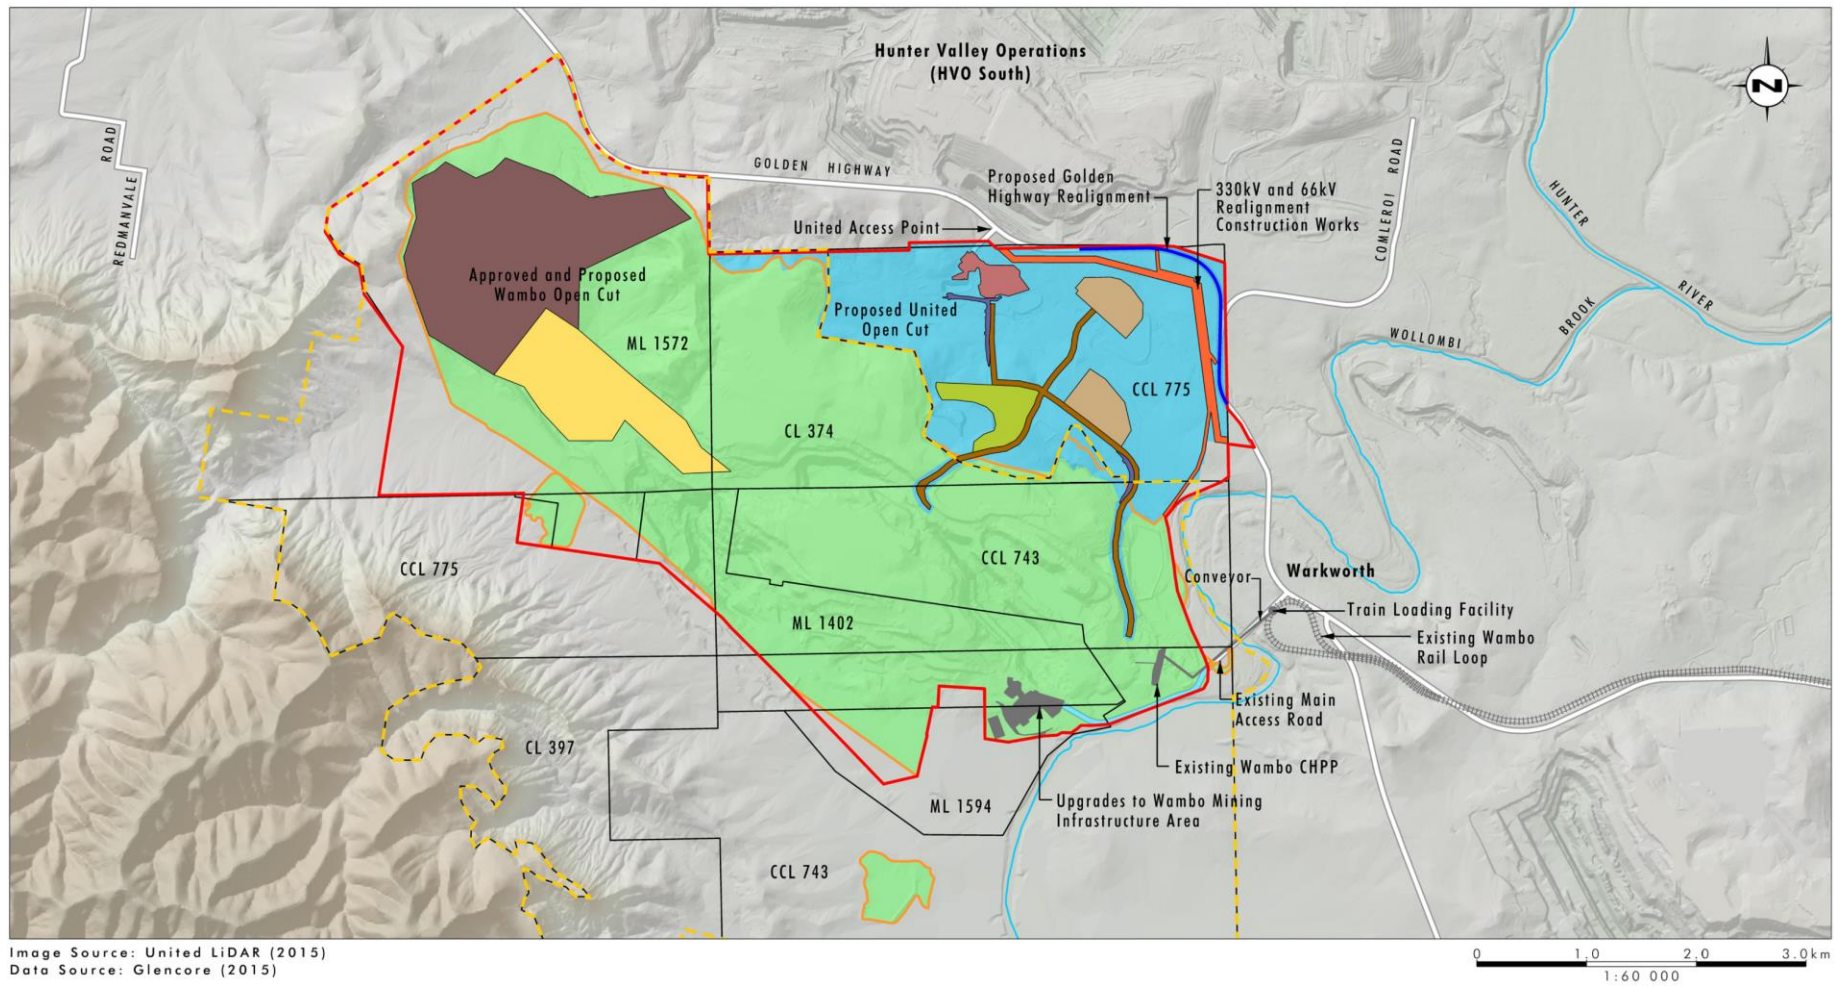 Hunter Valley Operations
(HVO South)
N
ROAD
REDMANVALE
GOLDEN HIGHWAY
Proposed Golden
Highway Realignment
330kV and 66kV
Realignment
Construction Works
COMLEROI ROAD
HUNTER
RIVER
United Access Point
Approved and Proposed
Wambo Open Cut
Proposed United
Open Cut
ML 1572
WOLLOMBI
BROOK
CCL 775
CL 374
CCL 775
CCL 743
Conveyor
Warkworth
Train Loading Facility
ML 1402
Existing Wambo
Rail Loop
Existing Main
Access Road
CL 397
Existing Wambo CHPP
ML 1594
Upgrades to Wambo Mining
Infrastructure Area
CCL 743
Image Source: United LiDAR (2015)
Data Source: Glencore (2015)
0 1.0 2.0 3.0km
1:60 000